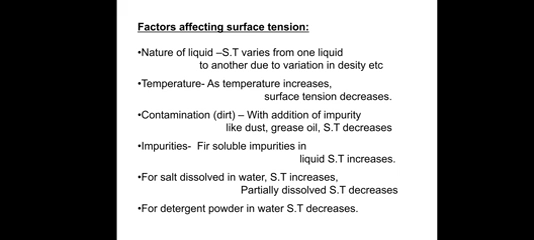 Factors affecting surface tension:
•Nature of liquid –S.T varies from one liquid
to another due to variation in desity etc
•Temperature- As temperature increases,
surface tension decreases.
•Contamination (dirt) – With addition of impurity
like dust, grease oil, S.T decreases
•Impurities- Fir soluble impurities in
liquid S.T increases.
•For salt dissolved in water, S.T increases,
Partially dissolved S.T decreases
•For detergent powder in water S.T decreases.